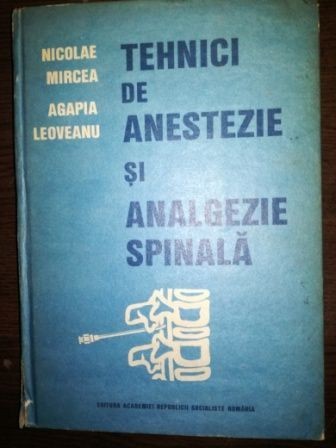 NICOLAE
MIRCEA
AGAPIA
LEOVEANU
TEHNICI
DE
ANESTEZIE
ȘI
ANALGEZIE
SPINALĂ
EDITURA ACADEMIEI REPUBLICII SOCIALISTE ROMÂNIA